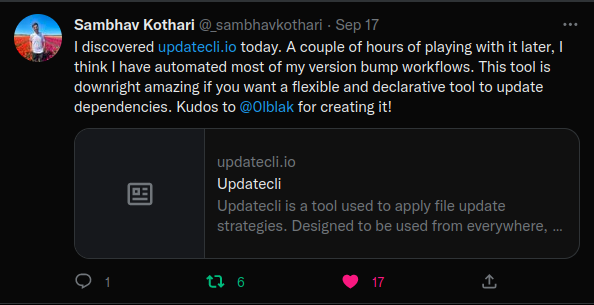 Sambhav Kothari @_sambhavkothari · Sep 17
I discovered updatecli.io today. A couple of hours of playing with it later, I
think I have automated most of my version bump workflows. This tool is
downright amazing if you want a flexible and declarative tool to update
dependencies. Kudos to @0lblak for creating it!
updatecli.io
Updatecli
Updatecli is a tool used to apply file update
strategies. Designed to be used from everywhere, ...
1 6 17